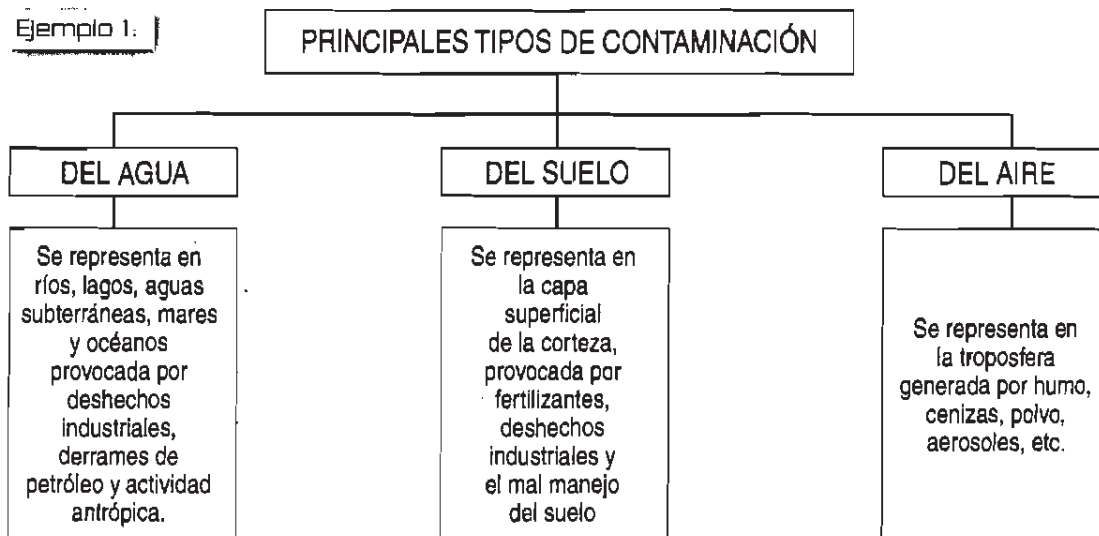 Ejemplo 1:
PRINCIPALES TIPOS DE CONTAMINACIÓN
DEL AGUA
Se representa en
ríos, lagos, aguas
subterráneas, mares
y océanos
provocada por
deshechos
industriales,
derrames de
petróleo y actividad
antrópica.
DEL SUELO
Se representa en
la capa
superficial
de la corteza,
provocada por
fertilizantes,
deshechos
industriales y
el mal manejo
del suelo
DEL AIRE
Se representa en
la troposfera
generada por humo,
cenizas, polvo,
aerosoles, etc.